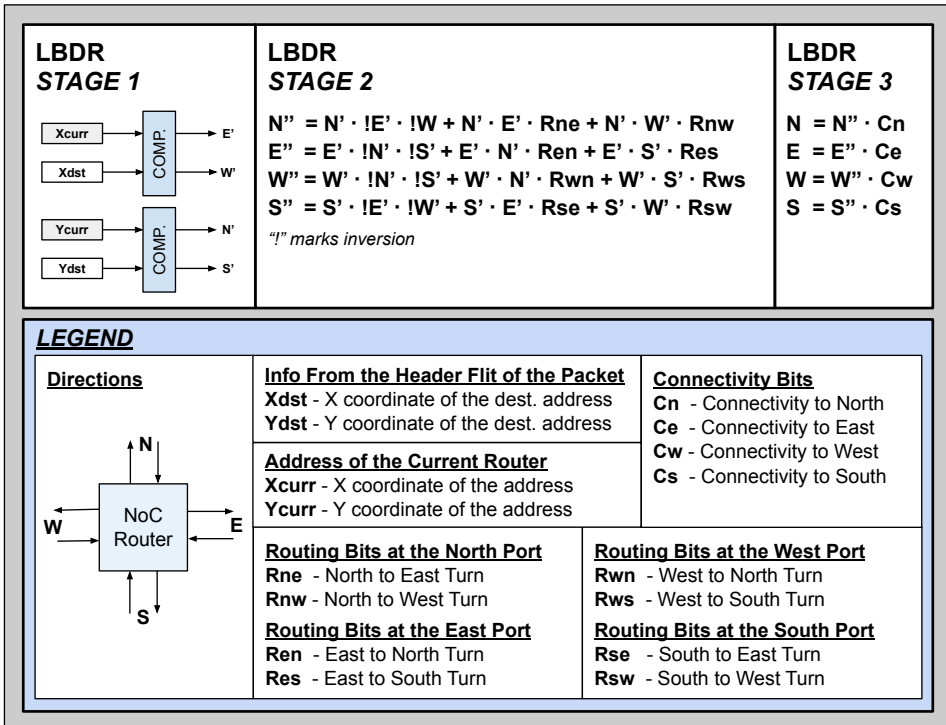 LBDR
STAGE 1
Xcurr
Xdst
COMP.
E'
W'
Ycurr
Ydst
COMP.
N'
S'
LBDR
STAGE 2
N” = N' · !E' · !W + N' · E' · Rne + N' · W' · Rnw
E” = E' · !N' · !S' + E' · N' · Ren + E' · S' · Res
W” = W' · !N' · !S' + W' · N' · Rwn + W' · S' · Rws
S” = S' · !E' · !W' + S' · E' · Rse + S' · W' · Rsw
“!” marks inversion
LBDR
STAGE 3
N = N” · Cn
E = E” · Ce
W = W” · Cw
S = S” · Cs
LEGEND
Directions
N
W
NoC
Router
E
S
Info From the Header Flit of the Packet
Xdst - X coordinate of the dest. address
Ydst - Y coordinate of the dest. address
Address of the Current Router
Xcurr - X coordinate of the address
Ycurr - Y coordinate of the address
Connectivity Bits
Cn - Connectivity to North
Ce - Connectivity to East
Cw - Connectivity to West
Cs - Connectivity to South
Routing Bits at the North Port
Rne - North to East Turn
Rnw - North to West Turn
Routing Bits at the East Port
Ren - East to North Turn
Res - East to South Turn
Routing Bits at the West Port
Rwn - West to North Turn
Rws - West to South Turn
Routing Bits at the South Port
Rse - South to East Turn
Rsw - South to West Turn